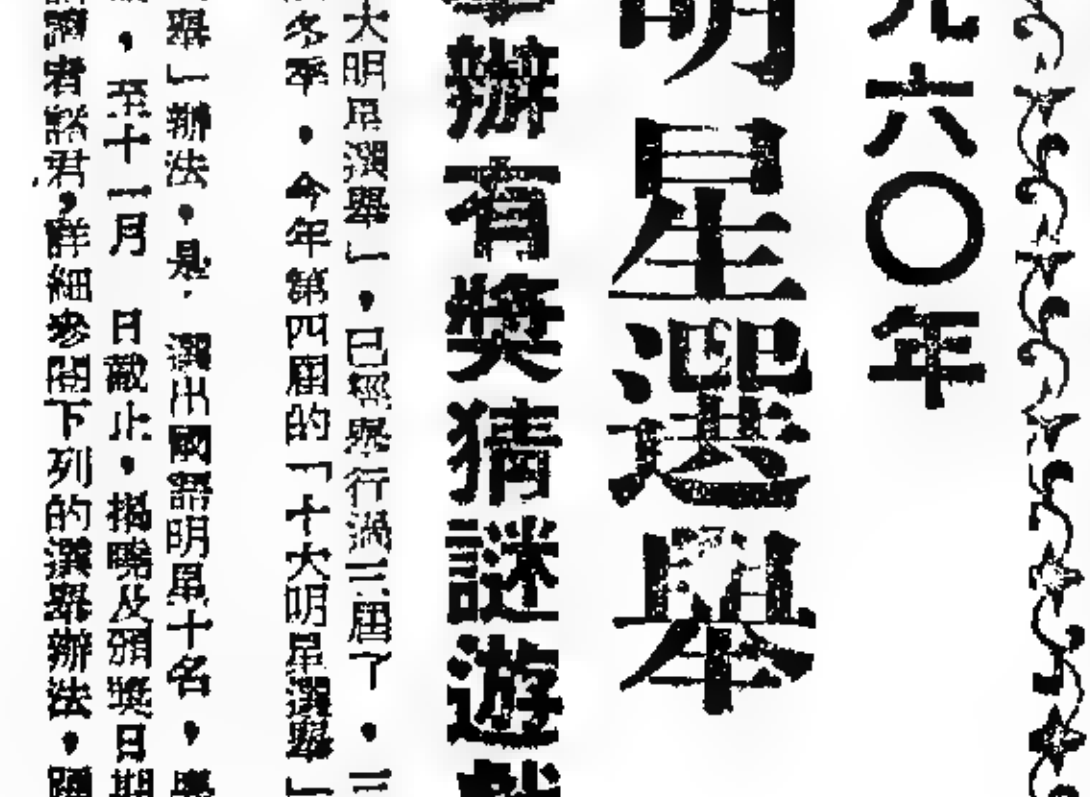 六〇年
明星選舉
辦有獎猜謎遊
大明星選舉」，已經舉行過三屆了。三
冬季。今年第四屆的「十大明星選舉」
舉」辦法。是 選出國語明星十名，
，至十一月 日截止。揭曉及頒獎日期
讀者諸君，詳細參閱下列的選舉辦法，